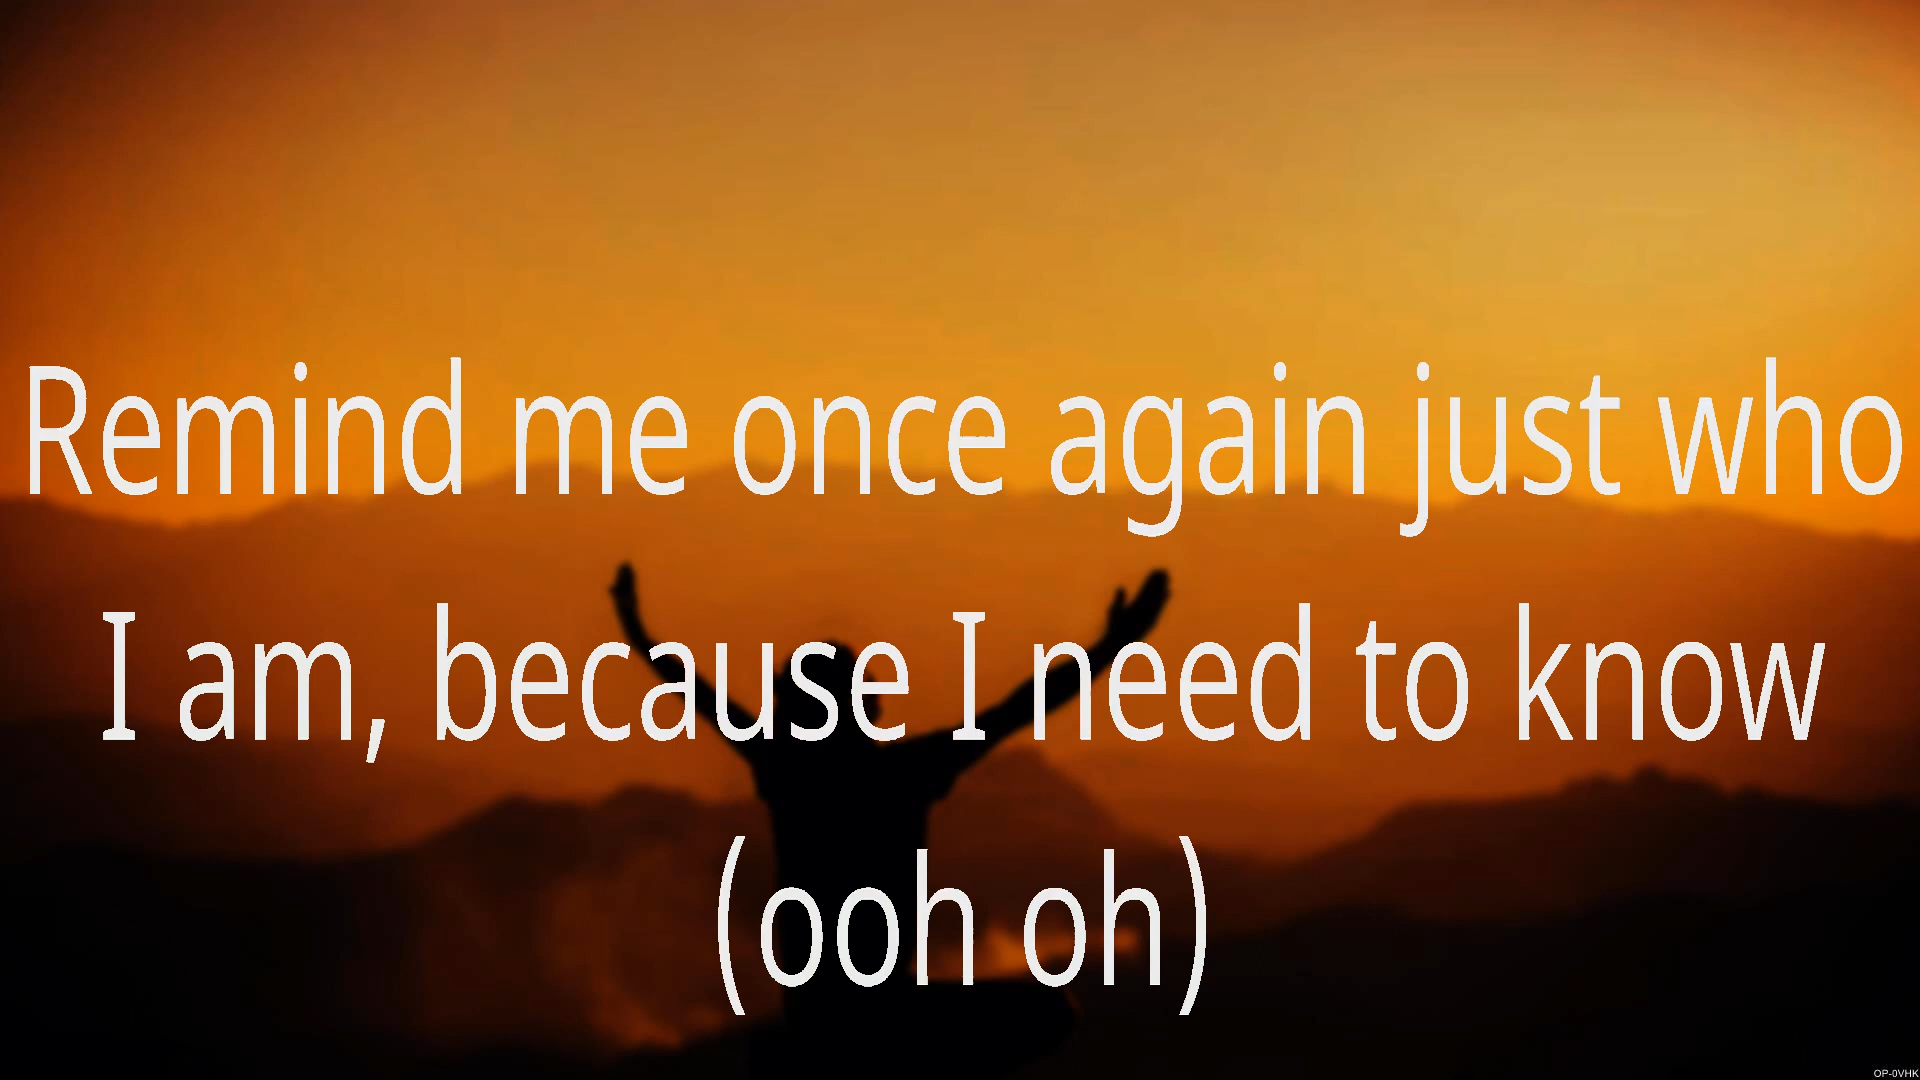 Remind me once again just who
I am, because I need to know
(ooh oh)
OP-0VHK